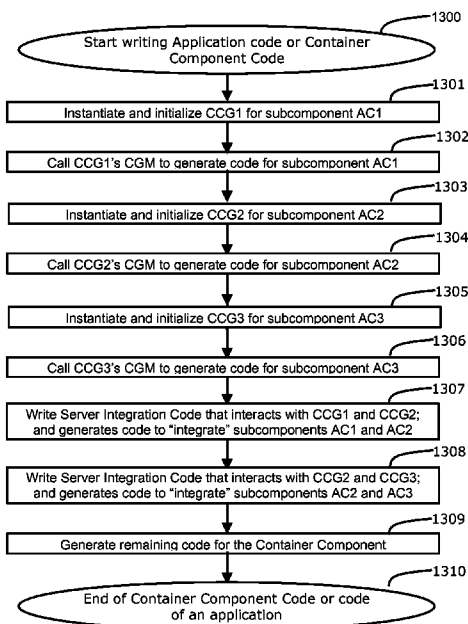 1300
Start writing Application code or Container
Component Code
1301
Instantiate and initialize CCG1 for subcomponent AC1
1302
Call CCG1's CGM to generate code for subcomponent AC1
1303
Instantiate and initialize CCG2 for subcomponent AC2
1304
Call CCG2's CGM to generate code for subcomponent AC2
1305
Instantiate and initialize CCG3 for subcomponent AC3
1306
Call CCG3's CGM to generate code for subcomponent AC3
1307
Write Server Integration Code that interacts with CCG1 and CCG2;
and generates code to "integrate" subcomponents AC1 and AC2
1308
Write Server Integration Code that interacts with CCG2 and CCG3;
and generates code to "integrate" subcomponents AC2 and AC3
1309
Generate remaining code for the Container Component
1310
End of Container Component Code or code
of an application